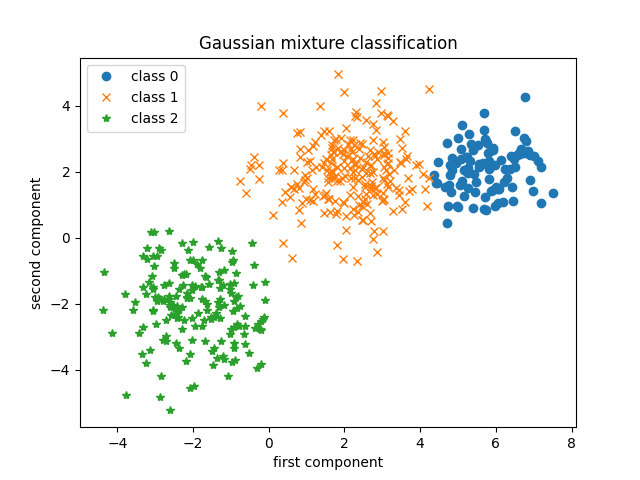 Gaussian mixture classification
class 0
class 1
class 2
second component
4
2
0
−2
−4
−4 −2 0 2 4 6 8
first component